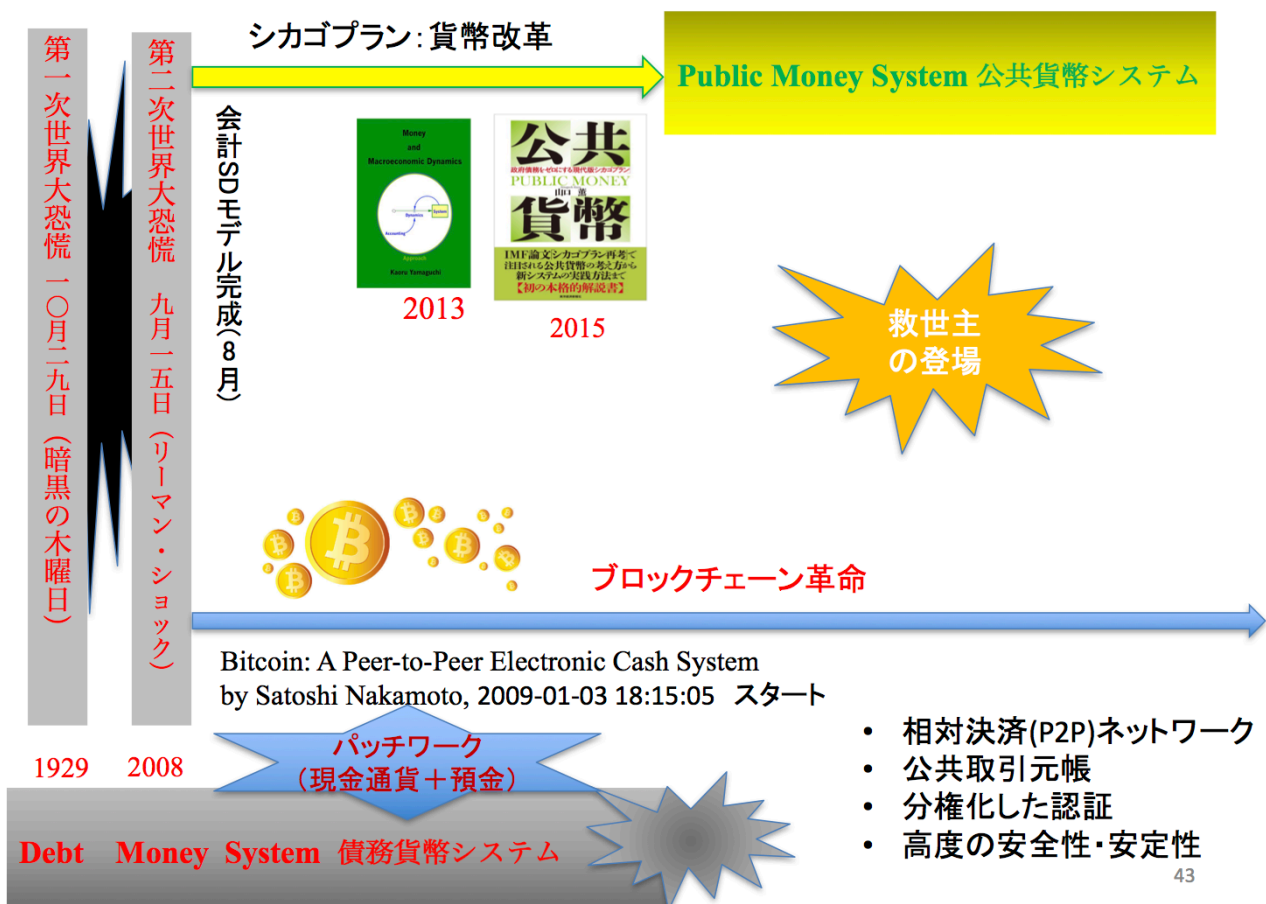 シカゴプラン：貨幣改革
Public Money System 公共貨幣システム
第一次世界大恐慌 一〇月二九日（暗黒の木曜日）
第二次世界大恐慌 九月一五日（リーマン・ショック）
会計SDモデル完成（8月）
Money
and
Macroeconomic Dynamics
Dynamics
System
Accounting
Approach
Kaoru Yamaguchi
2013
公共
政府債務をゼロにする現代版シカゴプラン
PUBLIC MONEY
山口 薫
貨幣
IMF論文「シカゴプラン再考」で
注目される公共貨幣の考え方から
新システムの実践方法まで
【初の本格的解説書】
2015
救世主
の登場
ブロックチェーン革命
Bitcoin: A Peer-to-Peer Electronic Cash System
by Satoshi Nakamoto, 2009-01-03 18:15:05 スタート
1929
2008
パッチワーク
（現金通貨＋預金）
Debt Money System 債務貨幣システム
• 相対決済(P2P)ネットワーク
• 公共取引元帳
• 分権化した認証
• 高度の安全性・安定性
43